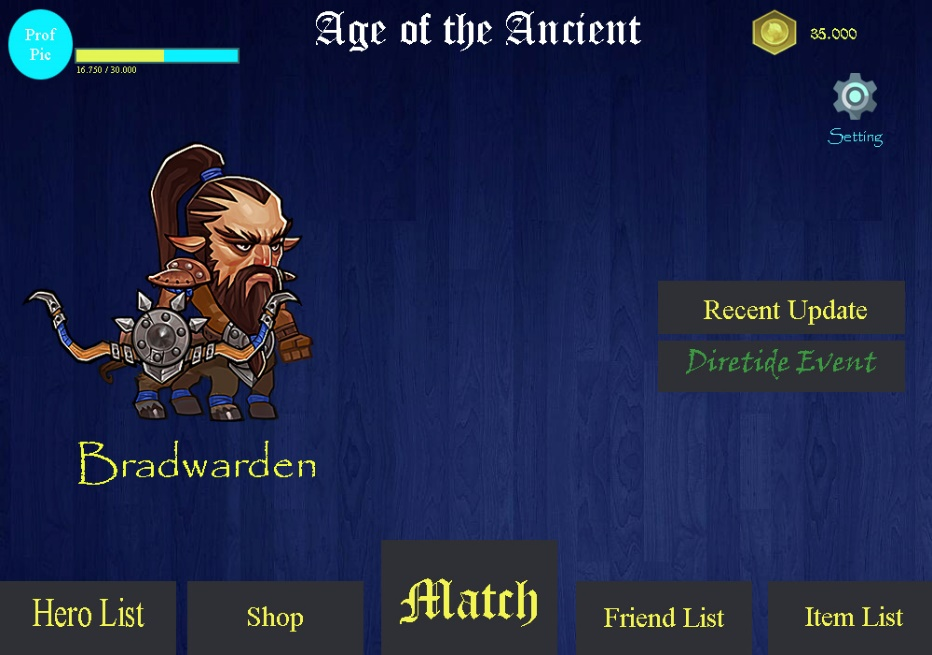 Prof
Pic
Age of the Ancient
35.000
16.750 / 30.000
Setting
Recent Update
Diretide Event
Bradwarden
Hero List
Shop
Match
Friend List
Item List